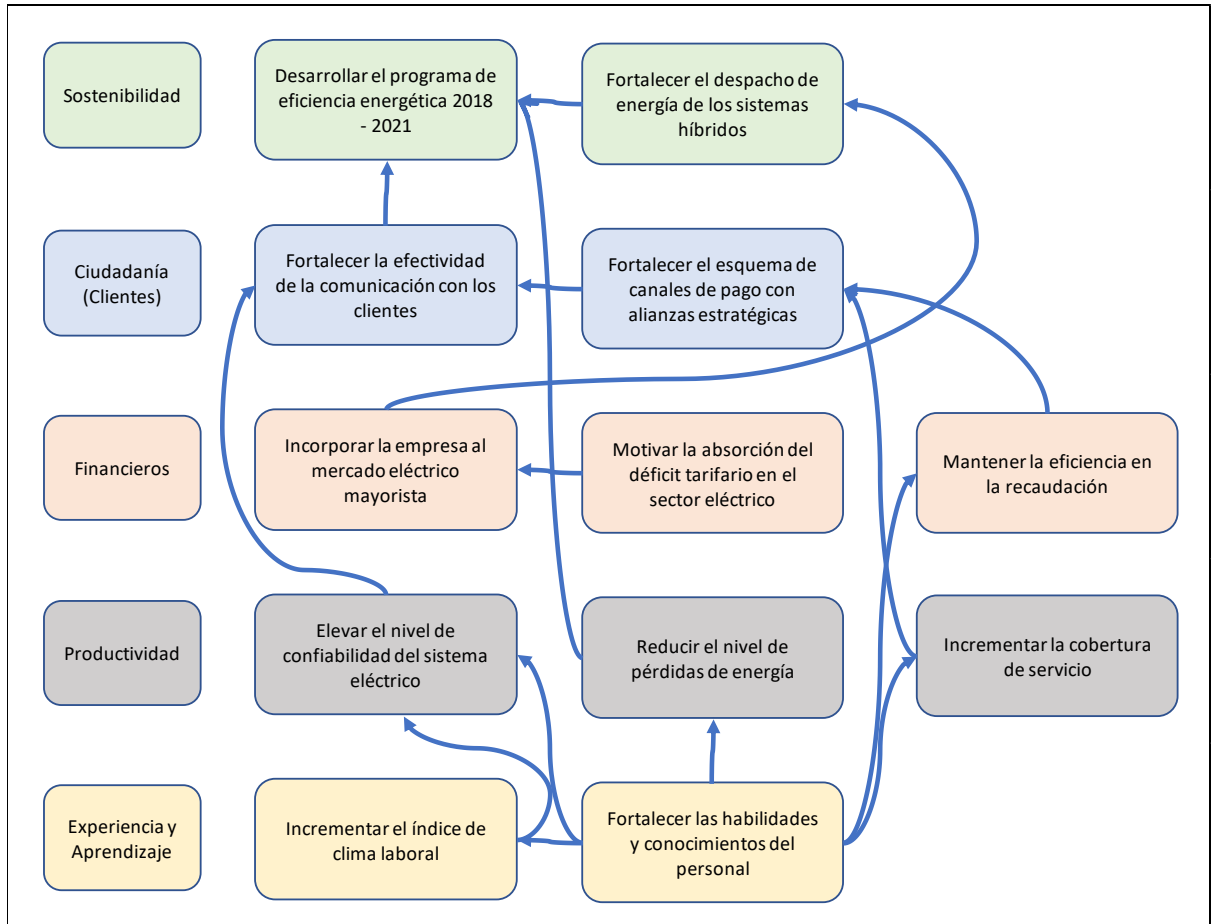 Sostenibilidad
Desarrollar el programa de
eficiencia energética 2018
- 2021
Fortalecer el despacho de
energía de los sistemas
híbridos
Ciudadanía
(Clientes)
Fortalecer la efectividad
de la comunicación con los
clientes
Fortalecer el esquema de
canales de pago con
alianzas estratégicas
Financieros
Incorporar la empresa al
mercado eléctrico
mayorista
Motivar la absorción del
déficit tarifario en el
sector eléctrico
Mantener la eficiencia en
la recaudación
Productividad
Elevar el nivel de
confiabilidad del sistema
eléctrico
Reducir el nivel de
pérdidas de energía
Incrementar la cobertura
de servicio
Experiencia y
Aprendizaje
Incrementar el índice de
clima laboral
Fortalecer las habilidades
y conocimientos del
personal